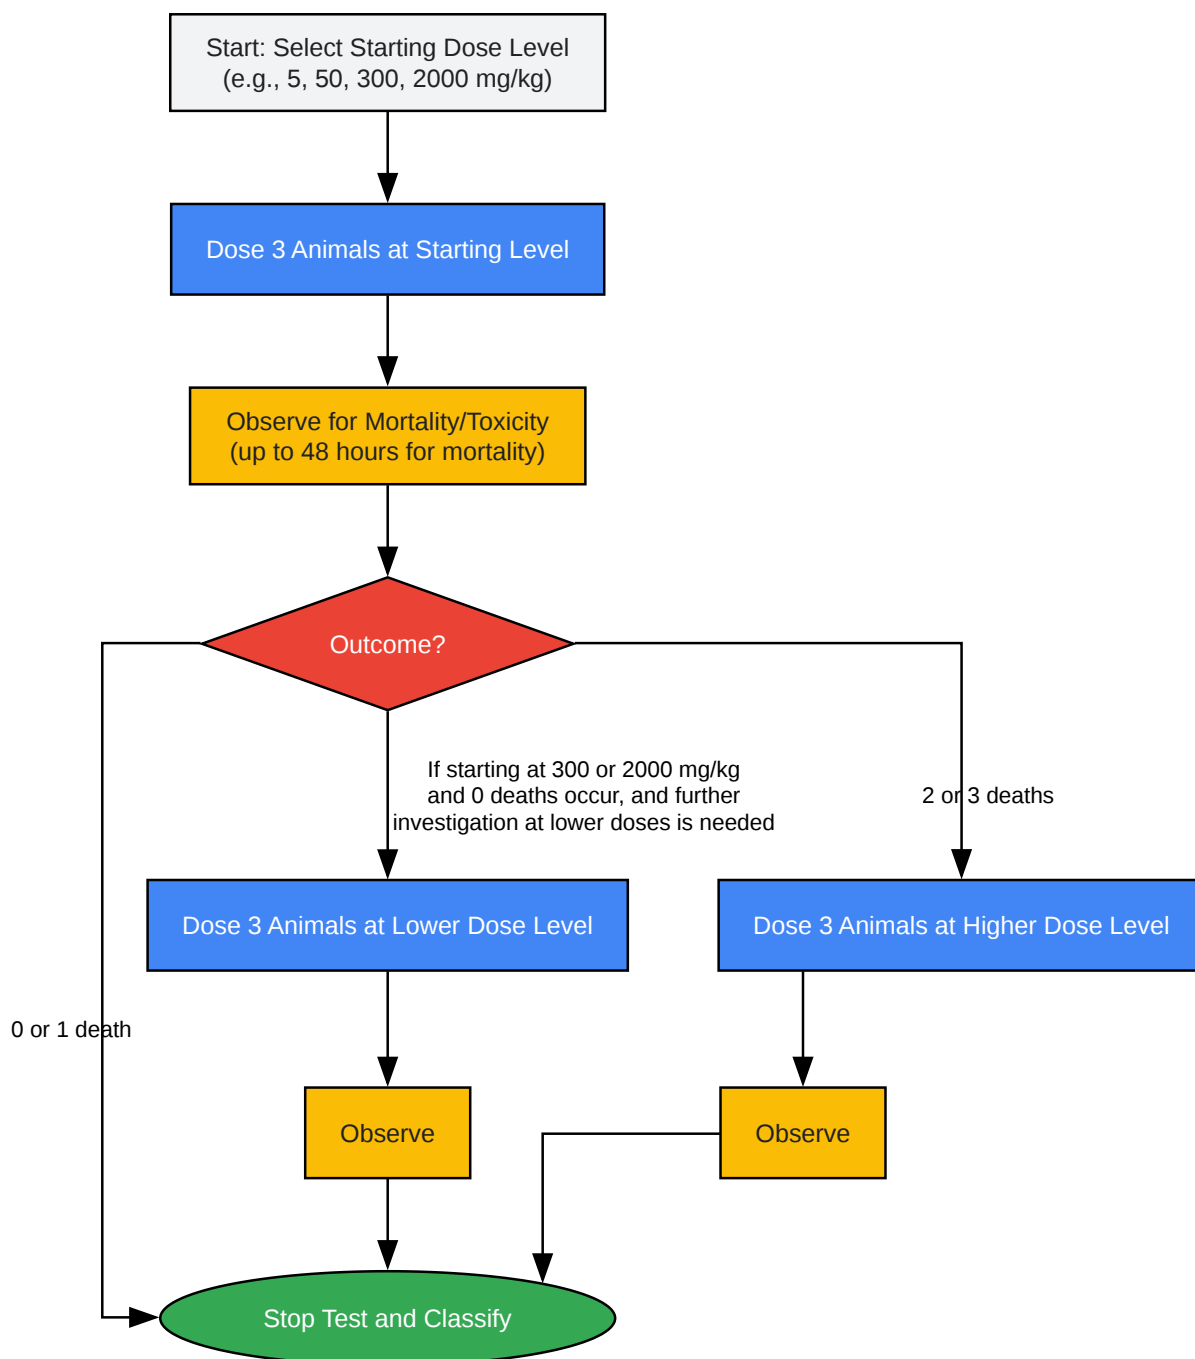 Start: Select Starting Dose Level
(e.g., 5, 50, 300, 2000 mg/kg)
Dose 3 Animals at Starting Level
Observe for Mortality/Toxicity
(up to 48 hours for mortality)
Outcome?
If starting at 300 or 2000 mg/kg
and 0 deaths occur, and further
investigation at lower doses is needed
2 or 3 deaths
Dose 3 Animals at Lower Dose Level
Dose 3 Animals at Higher Dose Level
0 or 1 death
Observe
Observe
Stop Test and Classify